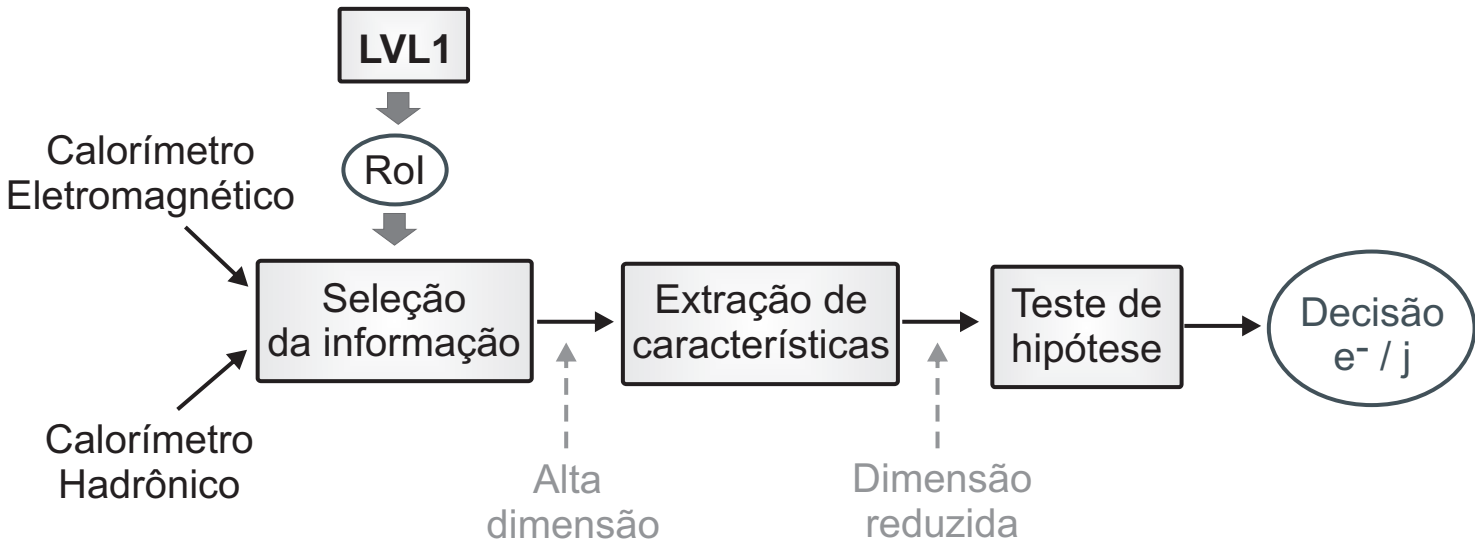 LVL1
RoI
Calorímetro
Eletromagnético
Calorímetro
Hadrônico
Seleção
da informação
Extração de
características
Teste de
hipótese
Decisão
e⁻ / j
Alta
dimensão
Dimensão
reduzida